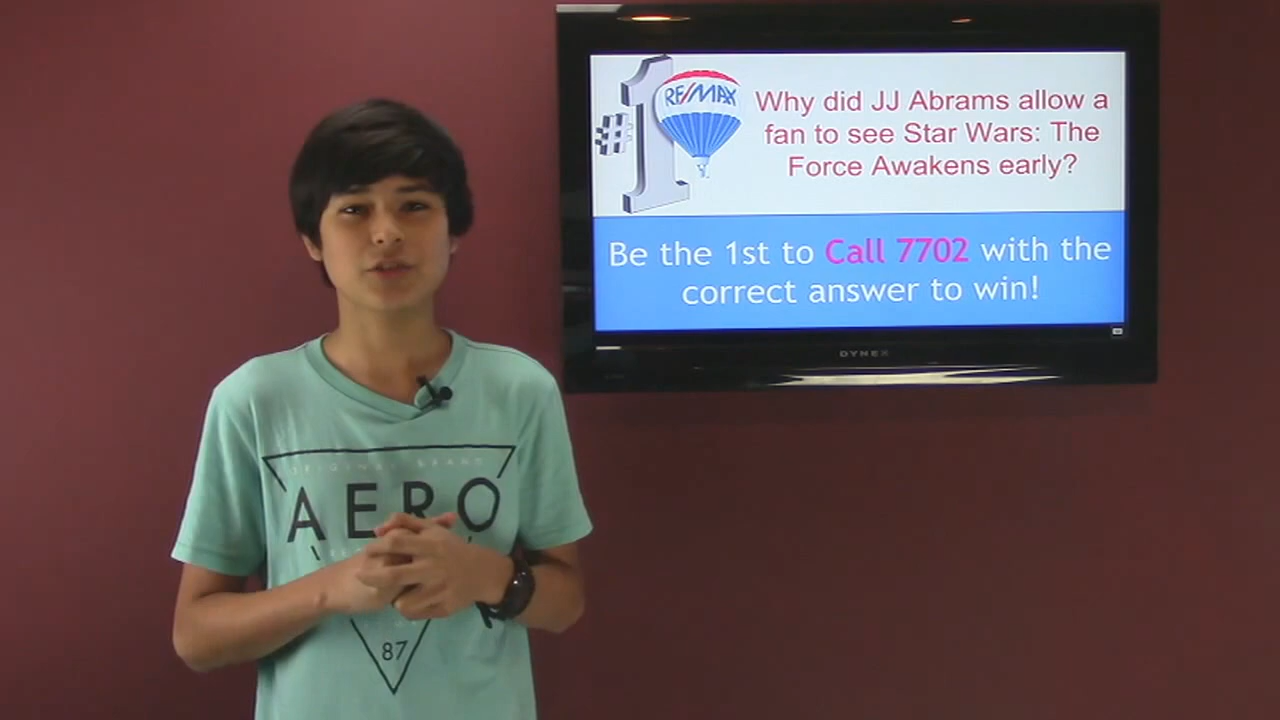 #1
RE/MAX
Why did JJ Abrams allow a
fan to see Star Wars: The
Force Awakens early?
Be the 1st to Call 7702 with the
correct answer to win!
DYNEX
AERO
87